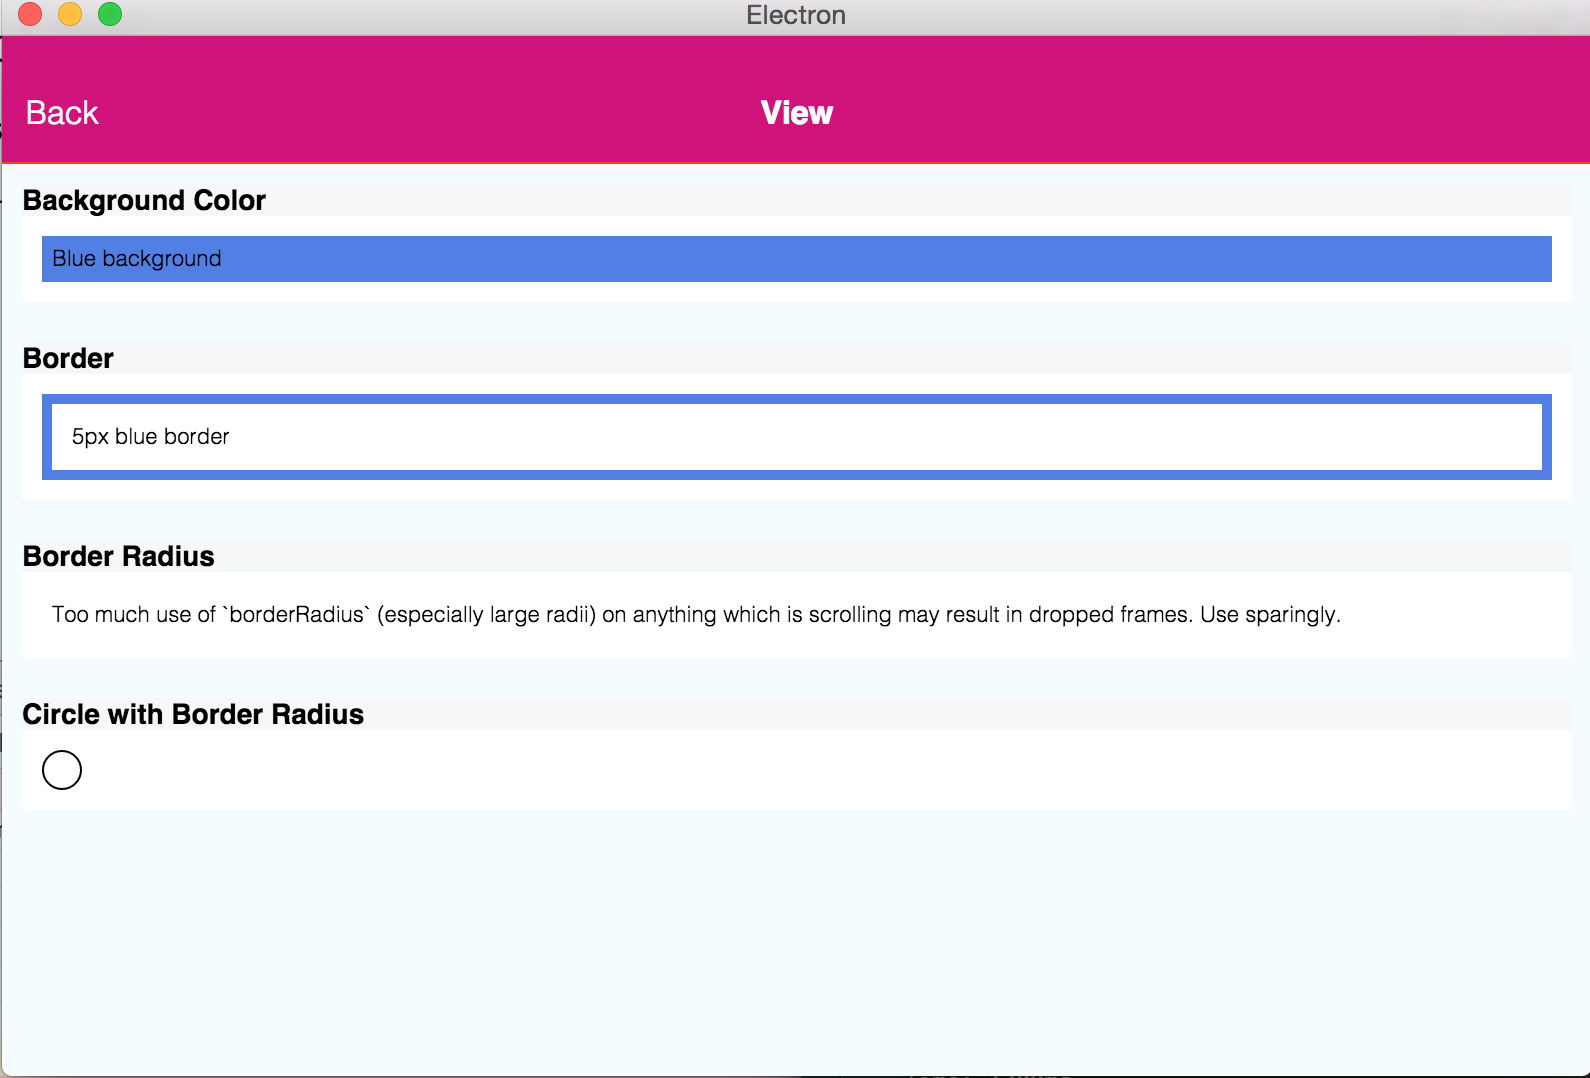 Electron
Back
View
Background Color
Blue background
Border
5px blue border
Border Radius
Too much use of `borderRadius` (especially large radii) on anything which is scrolling may result in dropped frames. Use sparingly.
Circle with Border Radius